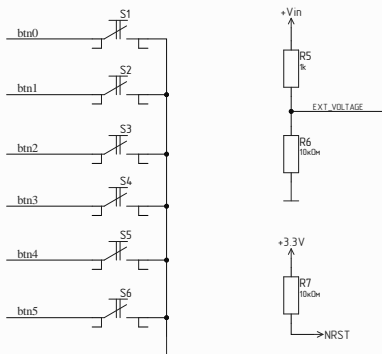 S1
btn0
S2
btn1
S3
btn2
S4
btn3
S5
btn4
S6
btn5
+Vin
R5
1k
EXT_VOLTAGE
R6
10кОм
+3.3V
R7
10кОм
NRST